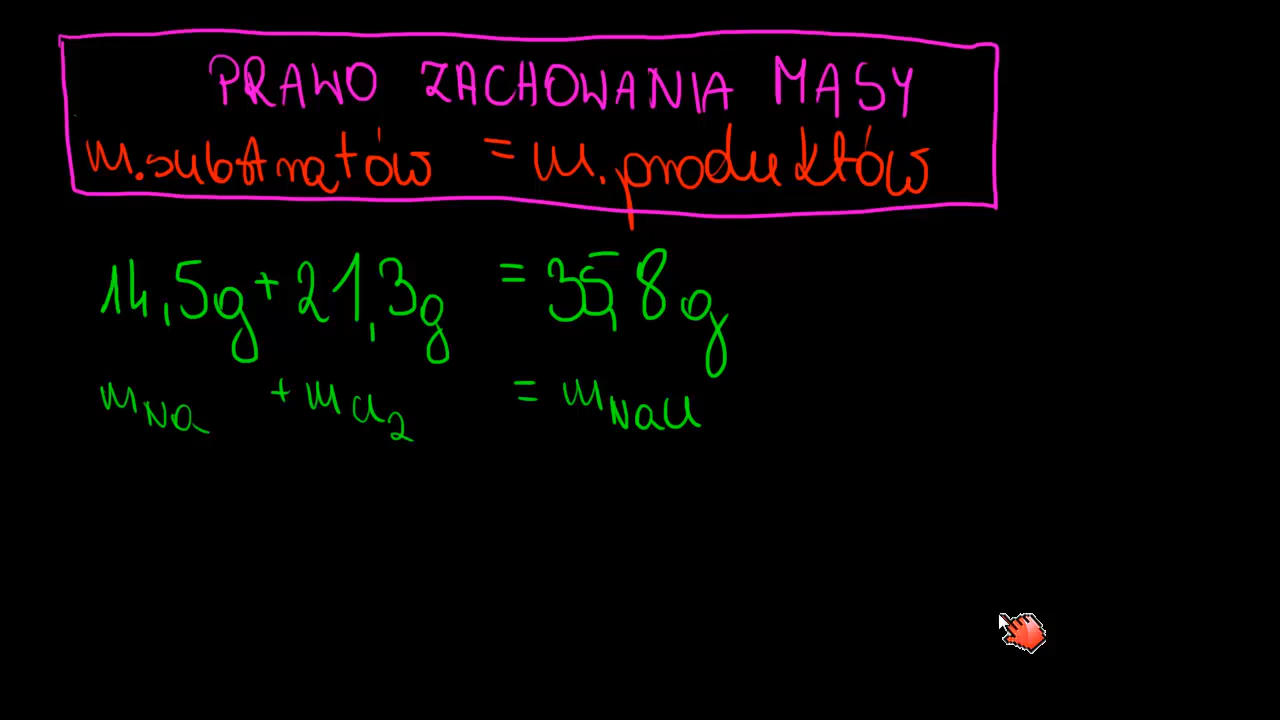 PRAWO ZACHOWANIA MASY
m.substratów = m.produktów
14,5g + 21,3g = 35,8g
mNa + mCl2 = mNaCl